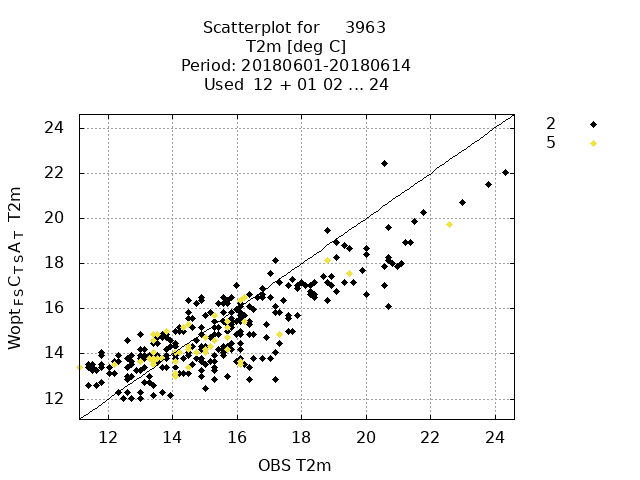 Scatterplot for 3963
T2m [deg C]
Period: 20180601-20180614
Used 12 + 01 02 ... 24
2
5
24
22
20
18
16
14
12
Wopt FS C TS A T T2m
12 14 16 18 20 22 24
OBS T2m